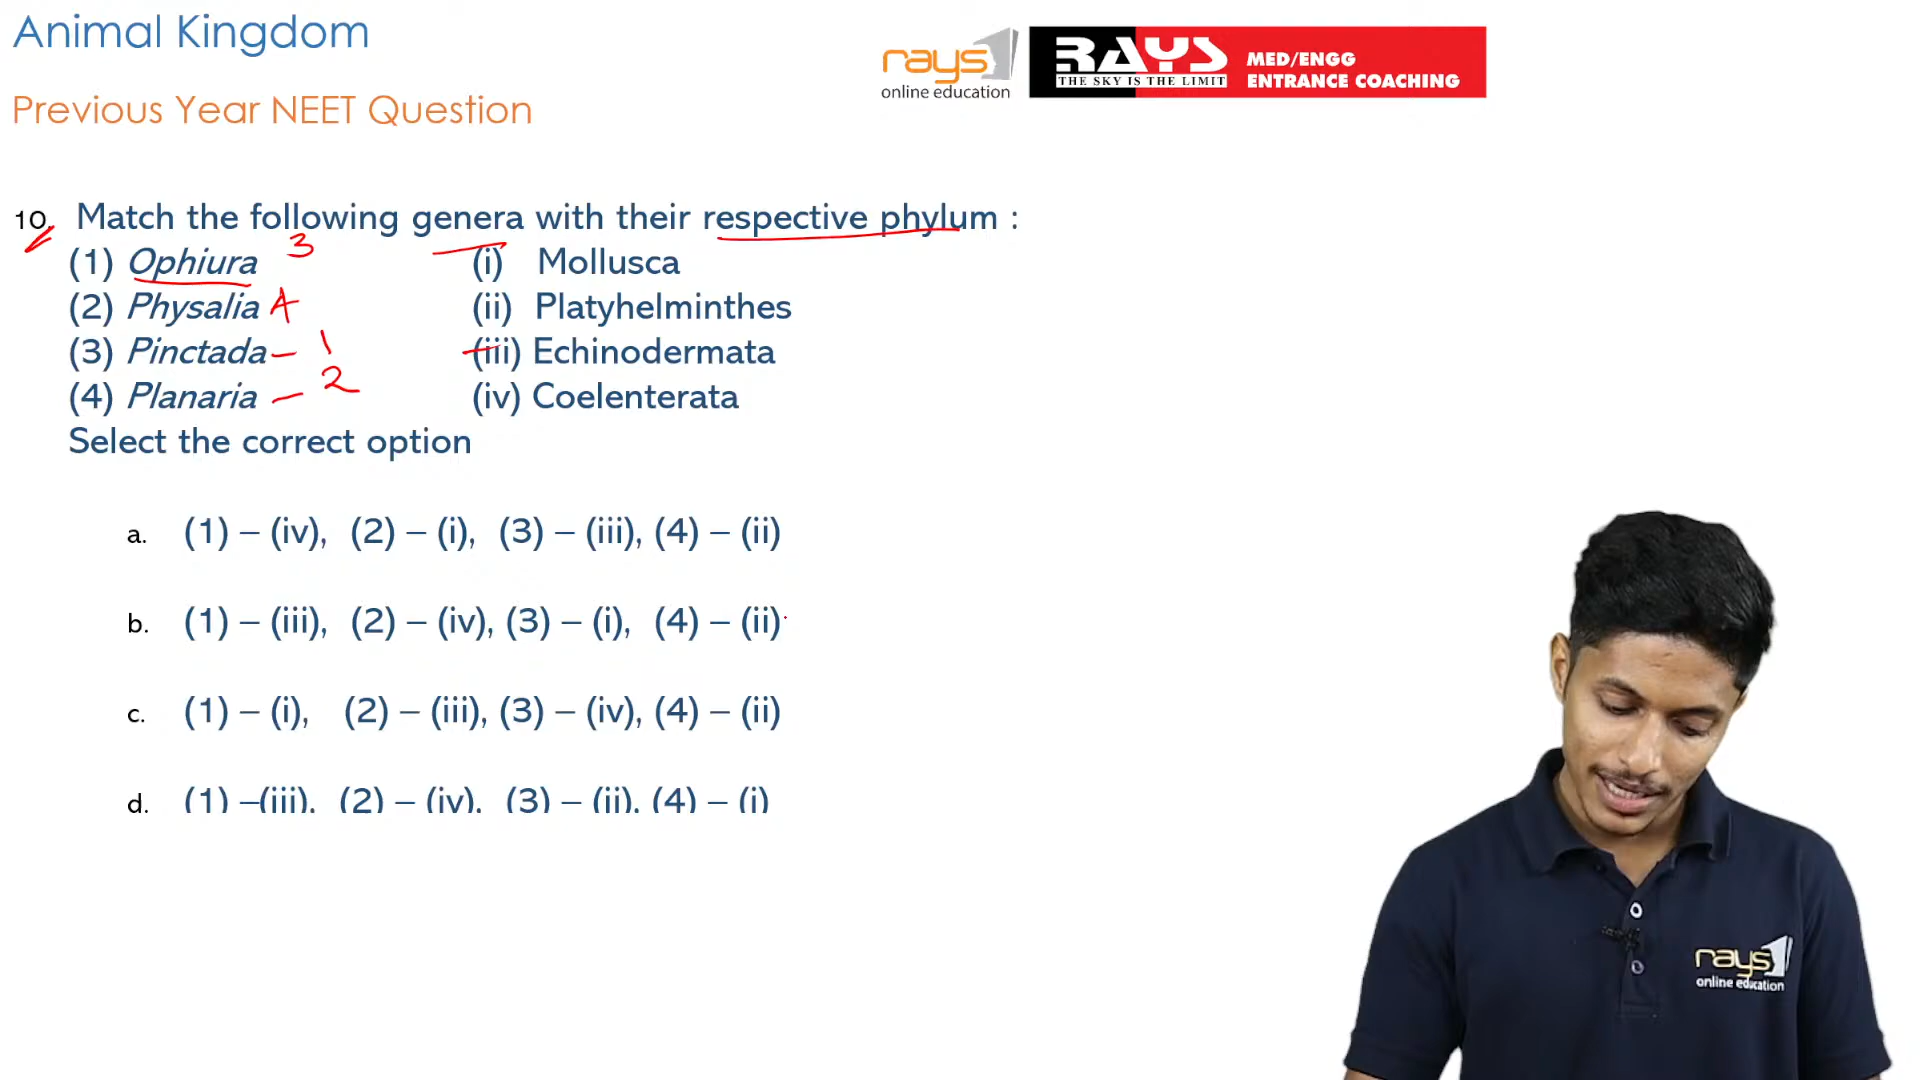 Animal Kingdom
Previous Year NEET Question
rays
online education
RAYS
THE SKY IS THE LIMIT
MED/ENGG
ENTRANCE COACHING
10. Match the following genera with their respective phylum :
3
(1) Ophiura (i) Mollusca
(2) Physalia 4 (ii) Platyhelminthes
(3) Pinctada – 1 (iii) Echinodermata
(4) Planaria – 2 (iv) Coelenterata
Select the correct option
a. (1) – (iv), (2) – (i), (3) – (iii), (4) – (ii)
b. (1) – (iii), (2) – (iv), (3) – (i), (4) – (ii)
c. (1) – (i), (2) – (iii), (3) – (iv), (4) – (ii)
d. (1) –(iii), (2) – (iv), (3) – (ii), (4) – (i)
rays
online education